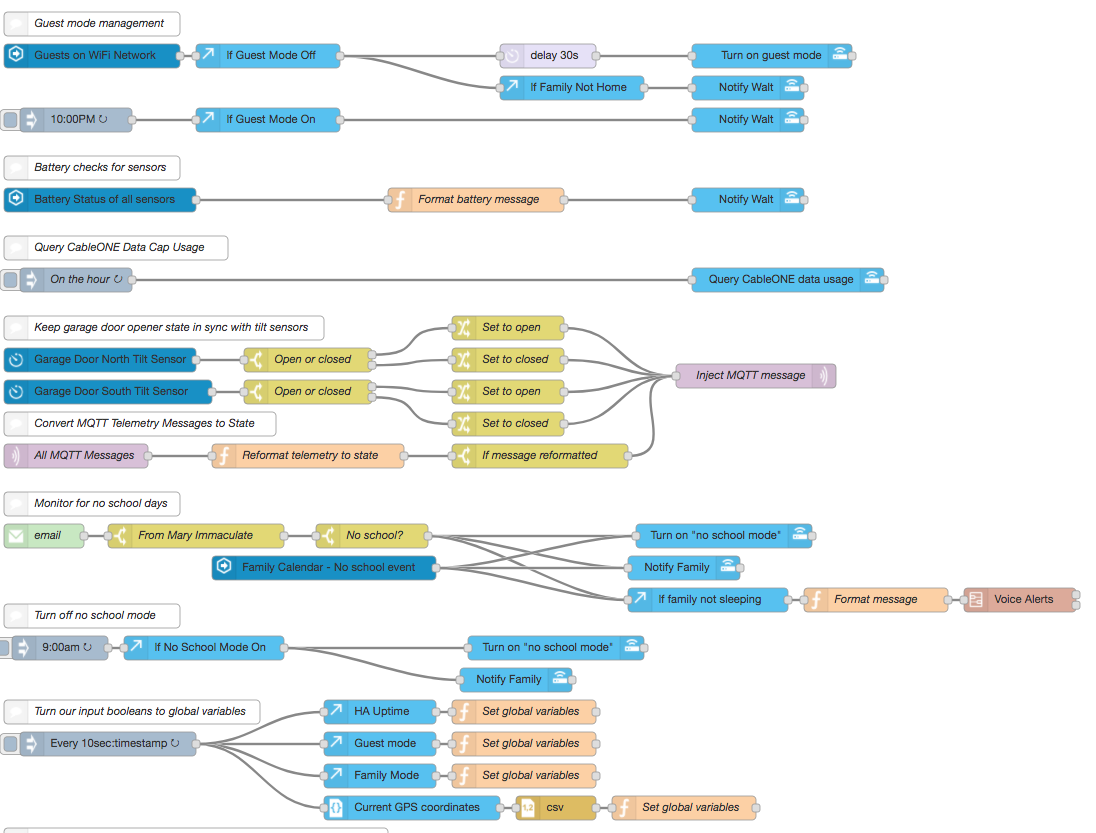 Guest mode management
Guests on WiFi Network
If Guest Mode Off
delay 30s
Turn on guest mode
If Family Not Home
Notify Walt
10:00PM ↻
If Guest Mode On
Notify Walt
Battery checks for sensors
Battery Status of all sensors
Format battery message
Notify Walt
Query CableONE Data Cap Usage
On the hour ↻
Query CableONE data usage
Keep garage door opener state in sync with tilt sensors
Set to open
Garage Door North Tilt Sensor
Open or closed
Set to closed
Inject MQTT message
Garage Door South Tilt Sensor
Open or closed
Set to open
Convert MQTT Telemetry Messages to State
Set to closed
All MQTT Messages
Reformat telemetry to state
If message reformatted
Monitor for no school days
email
From Mary Immaculate
No school?
Turn on "no school mode"
Family Calendar - No school event
Notify Family
If family not sleeping
Format message
Voice Alerts
Turn off no school mode
9:00am ↻
If No School Mode On
Turn on "no school mode"
Notify Family
Turn our input booleans to global variables
HA Uptime
Set global variables
Every 10sec:timestamp ↻
Guest mode
Set global variables
Family Mode
Set global variables
Current GPS coordinates
1,2
csv
Set global variables